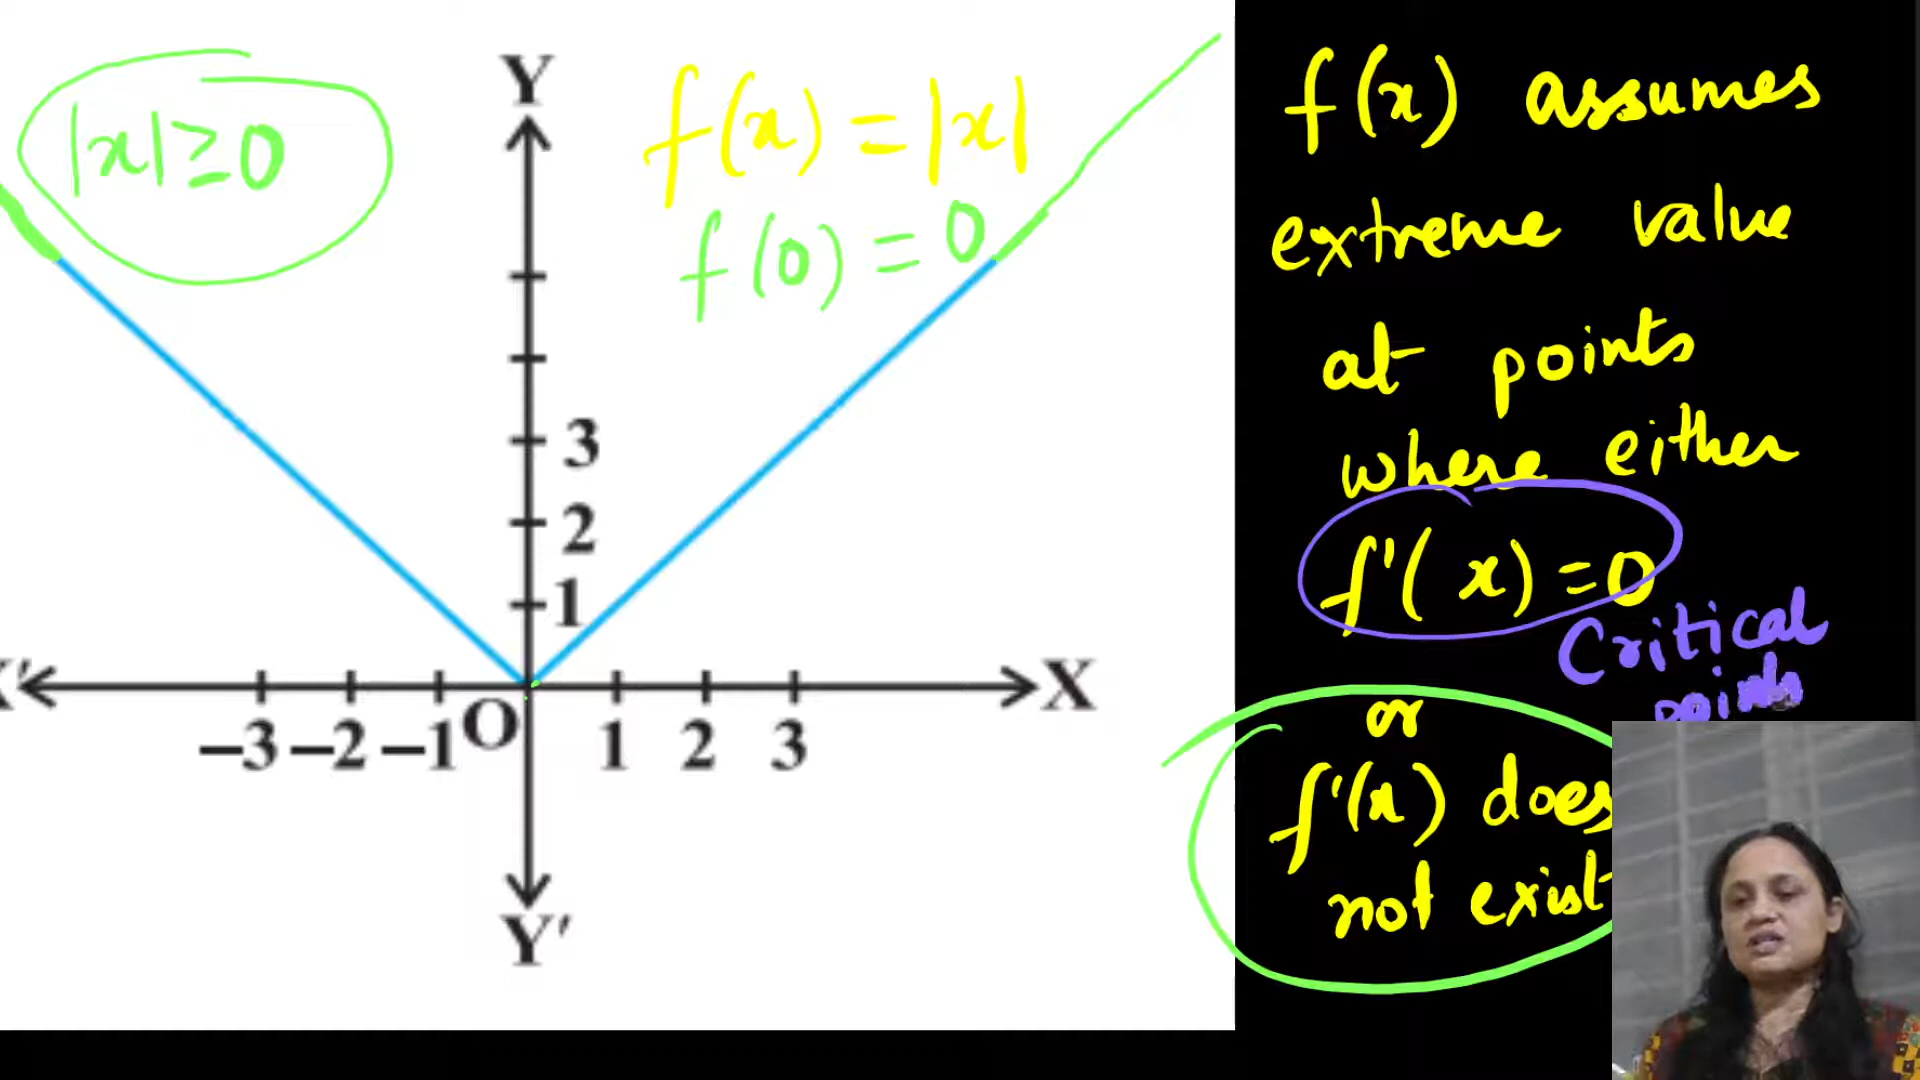 |x| ≥ 0
Y
f(x) = |x|
f(0) = 0
3
2
1
X'
X
O
–3 –2 –1 1 2 3
Y'
f(x) assumes
extreme value
at points
where either
f'(x) = 0
Critical
points
or
f'(x) does
not exist